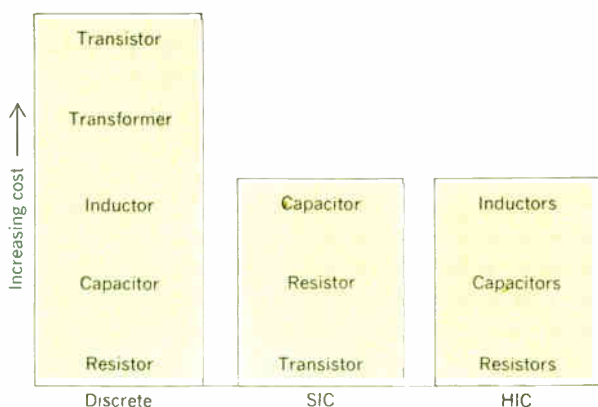 Increasing cost
Transistor
Transformer
Inductor
Capacitor
Resistor
Discrete
Capacitor
Resistor
Transistor
SIC
Inductors
Capacitors
Resistors
HIC